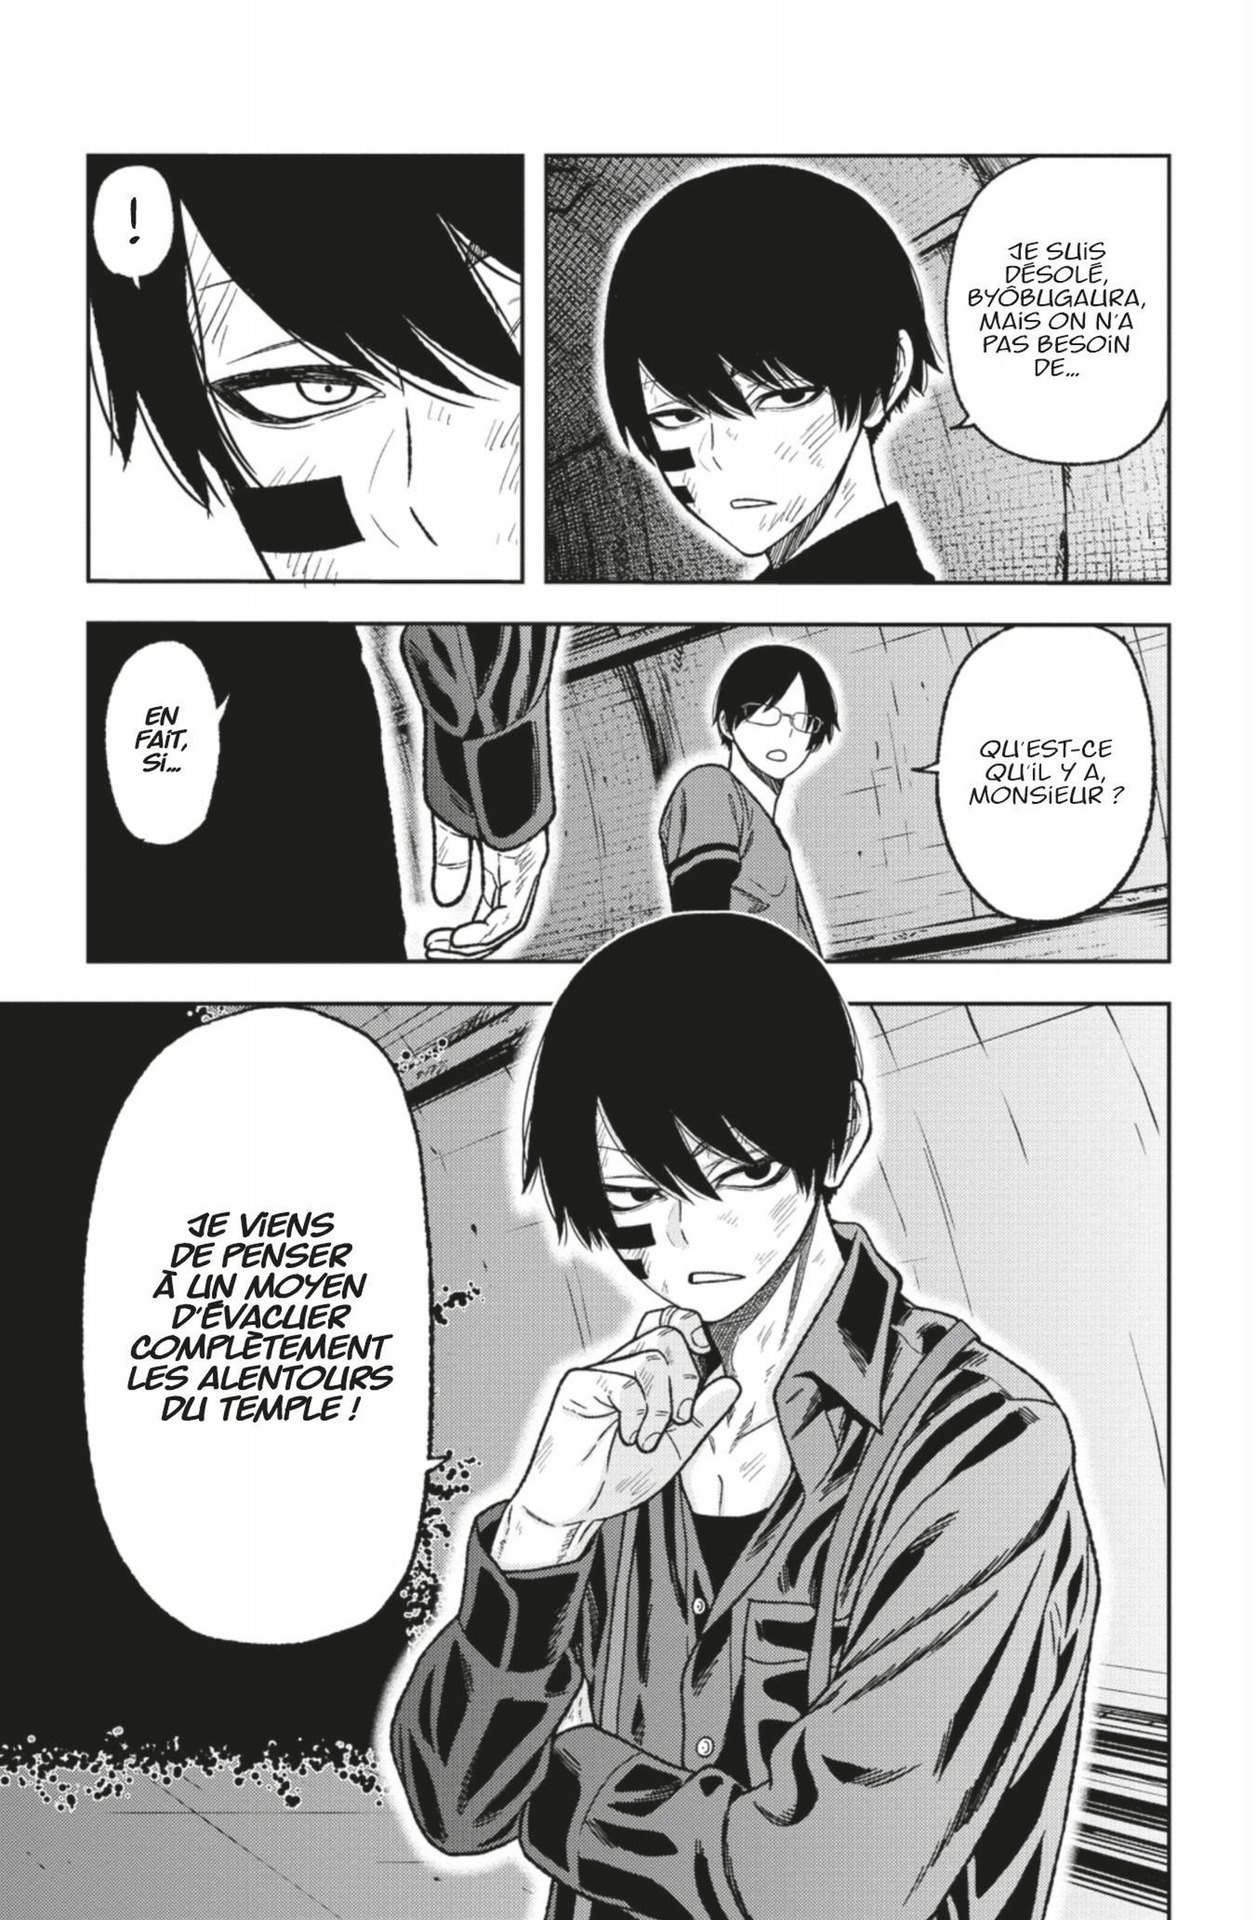 JE SUIS
DÉSOLÉ,
BYÔBUGAURA,
MAIS ON N'A
PAS BESOIN
DE...
!
QU'EST-CE
QU'IL Y A,
MONSIEUR ?
EN
FAIT,
SI...
JE VIENS
DE PENSER
À UN MOYEN
D'ÉVACUER
COMPLÈTEMENT
LES ALENTOURS
DU TEMPLE !